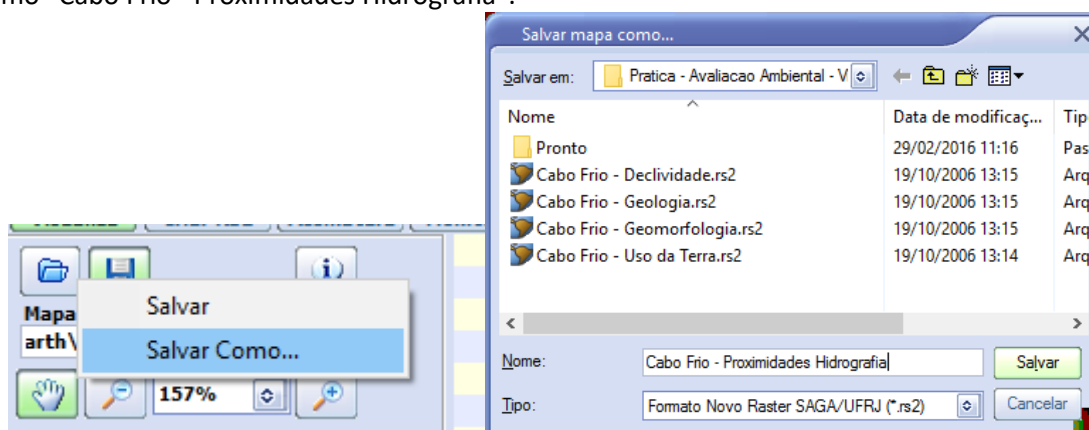 mo "Cabo Frio - Proximidades Hidrografia".
Salvar mapa como...
Salvar em:
Pratica - Avaliacao Ambiental - V
Nome
Data de modificaç...
Tip
Pronto
29/02/2016 11:16
Pas
Cabo Frio - Declividade.rs2
19/10/2006 13:15
Arq
Cabo Frio - Geologia.rs2
19/10/2006 13:15
Arq
Cabo Frio - Geomorfologia.rs2
19/10/2006 13:15
Arq
Cabo Frio - Uso da Terra.rs2
19/10/2006 13:14
Arq
Nome:
Cabo Frio - Proximidades Hidrografia
Salvar
Tipo:
Formato Novo Raster SAGA/UFRJ (*.rs2)
Cancelar
Mapa
arth\
Salvar
Salvar Como...
157%